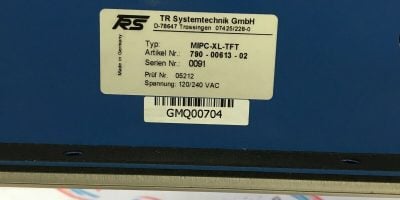 TRS
TR Systemtechnik GmbH
D-78647 Trossingen 07425/228-0
Made in Germany
Typ: MIPC-XL-TFT
Artikel Nr.: 790 - 00613 - 02
Serien Nr.: 0091
Prüf Nr. 05212
Spannung: 120/240 VAC
GMQ00704